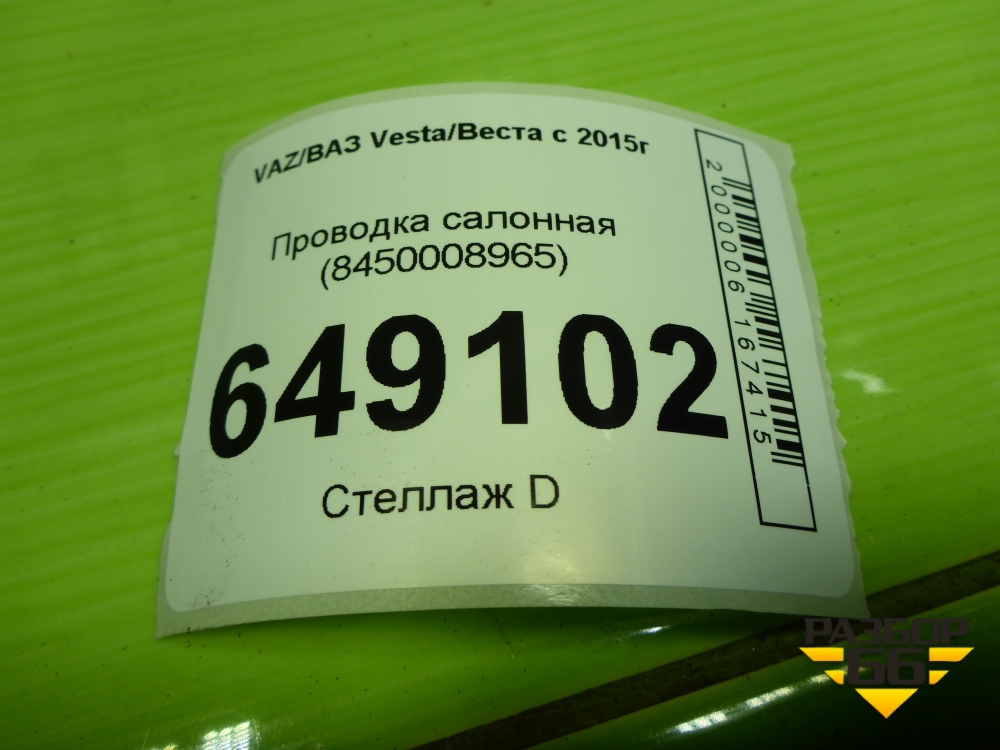 VAZ/ВАЗ Vesta/Веста с 2015г
Проводка салонная
(8450008965)
649102
Стеллаж D
2000006167415
РАЗБОР
66